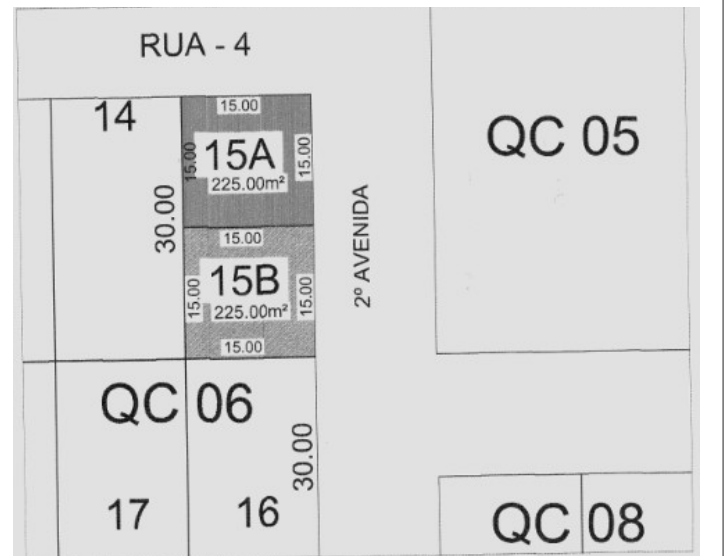 RUA - 4
14
15.00
15.00
15A
15.00
225.00m²
30.00
15.00
15.00
15B
15.00
225.00m²
15.00
2º AVENIDA
QC 05
QC 06
30.00
17
16
QC 08